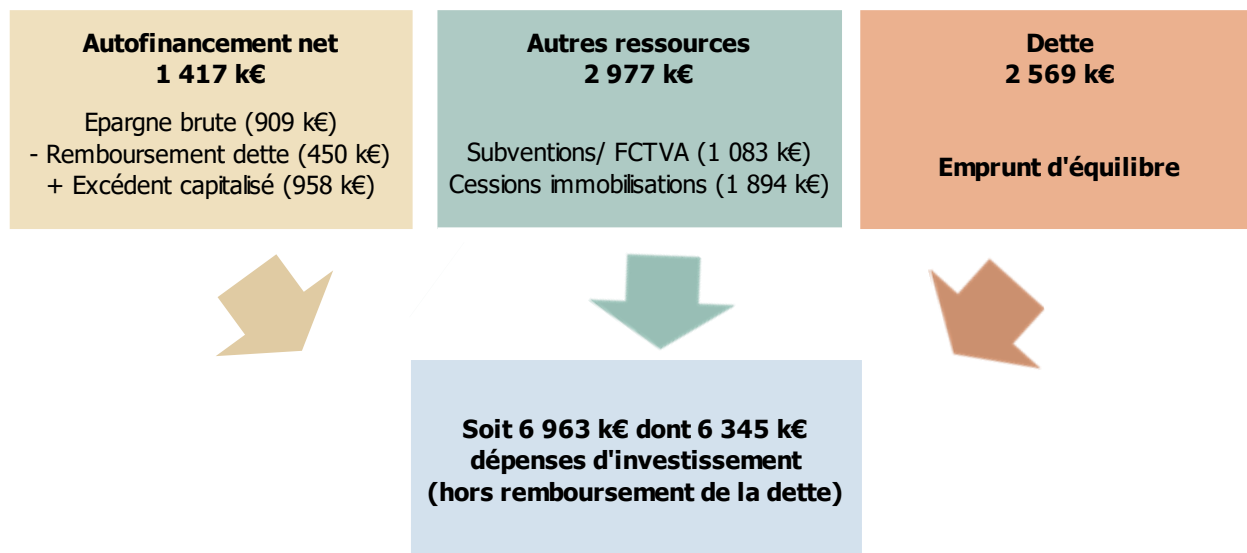 Autofinancement net
1 417 k€
Epargne brute (909 k€)
- Remboursement dette (450 k€)
+ Excédent capitalisé (958 k€)
Autres ressources
2 977 k€
Subventions/ FCTVA (1 083 k€)
Cessions immobilisations (1 894 k€)
Dette
2 569 k€
Emprunt d'équilibre
Soit 6 963 k€ dont 6 345 k€
dépenses d'investissement
(hors remboursement de la dette)